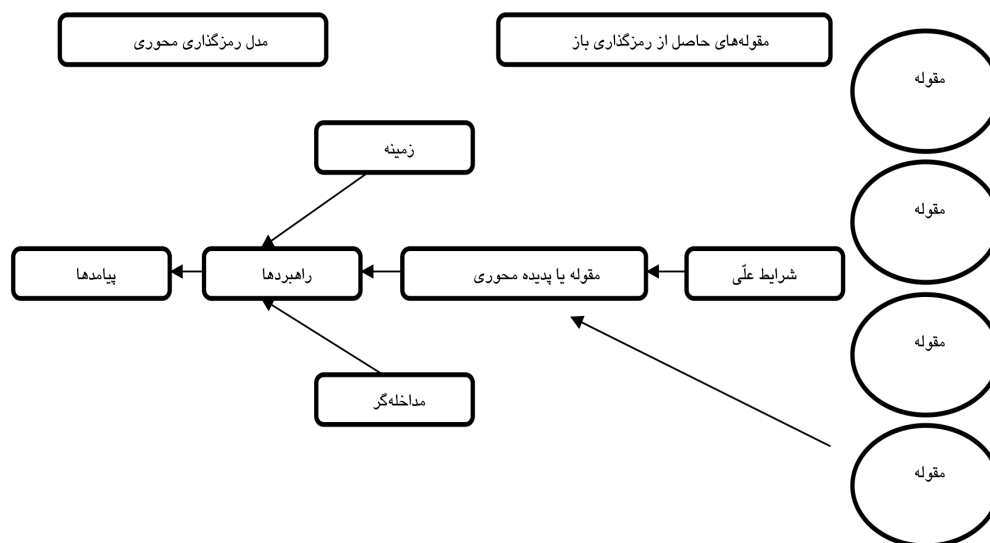 مقوله‌های حاصل از رمزگذاری باز
مدل رمزگذاری محوری
مقوله
مقوله
مقوله
مقوله
زمینه
شرایط علّی
مقوله یا پدیده محوری
راهبردها
پیامدها
مداخله‌گر